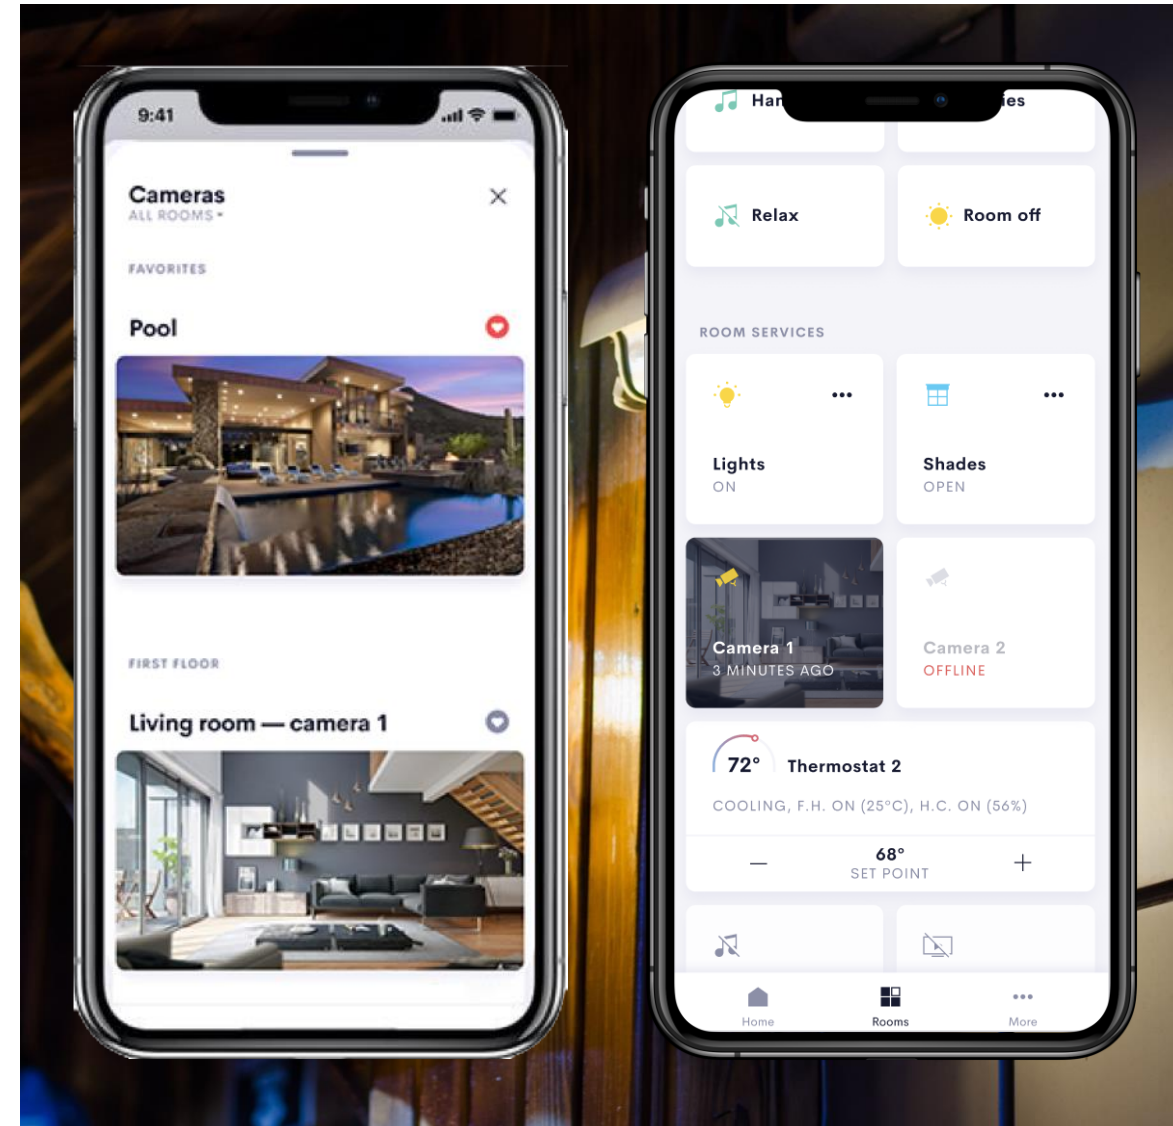 9:41
Cameras
ALL ROOMS
FAVORITES
Pool
FIRST FLOOR
Living room — camera 1
Har
ies
Relax
Room off
ROOM SERVICES
Lights
ON
Shades
OPEN
Camera 1
3 MINUTES AGO
Camera 2
OFFLINE
72°
Thermostat 2
COOLING, F.H. ON (25°C), H.C. ON (56%)
68°
SET POINT
Home
Rooms
More